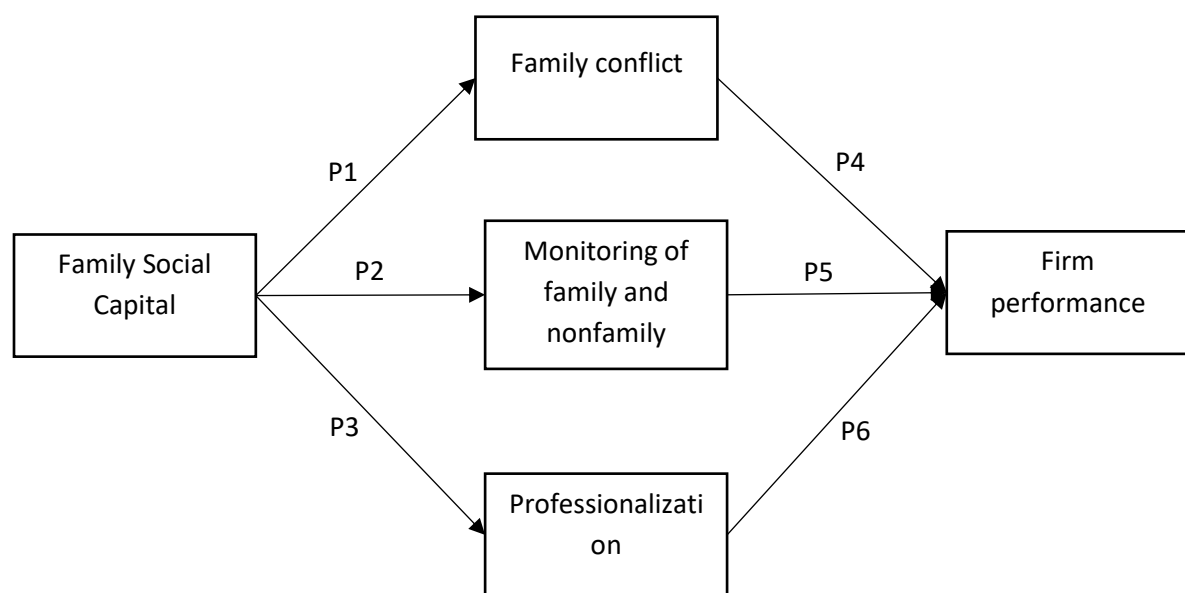 Family conflict
P1
P4
Family Social
Capital
P2
Monitoring of
family and
nonfamily
P5
Firm
performance
P3
P6
Professionalizati
on